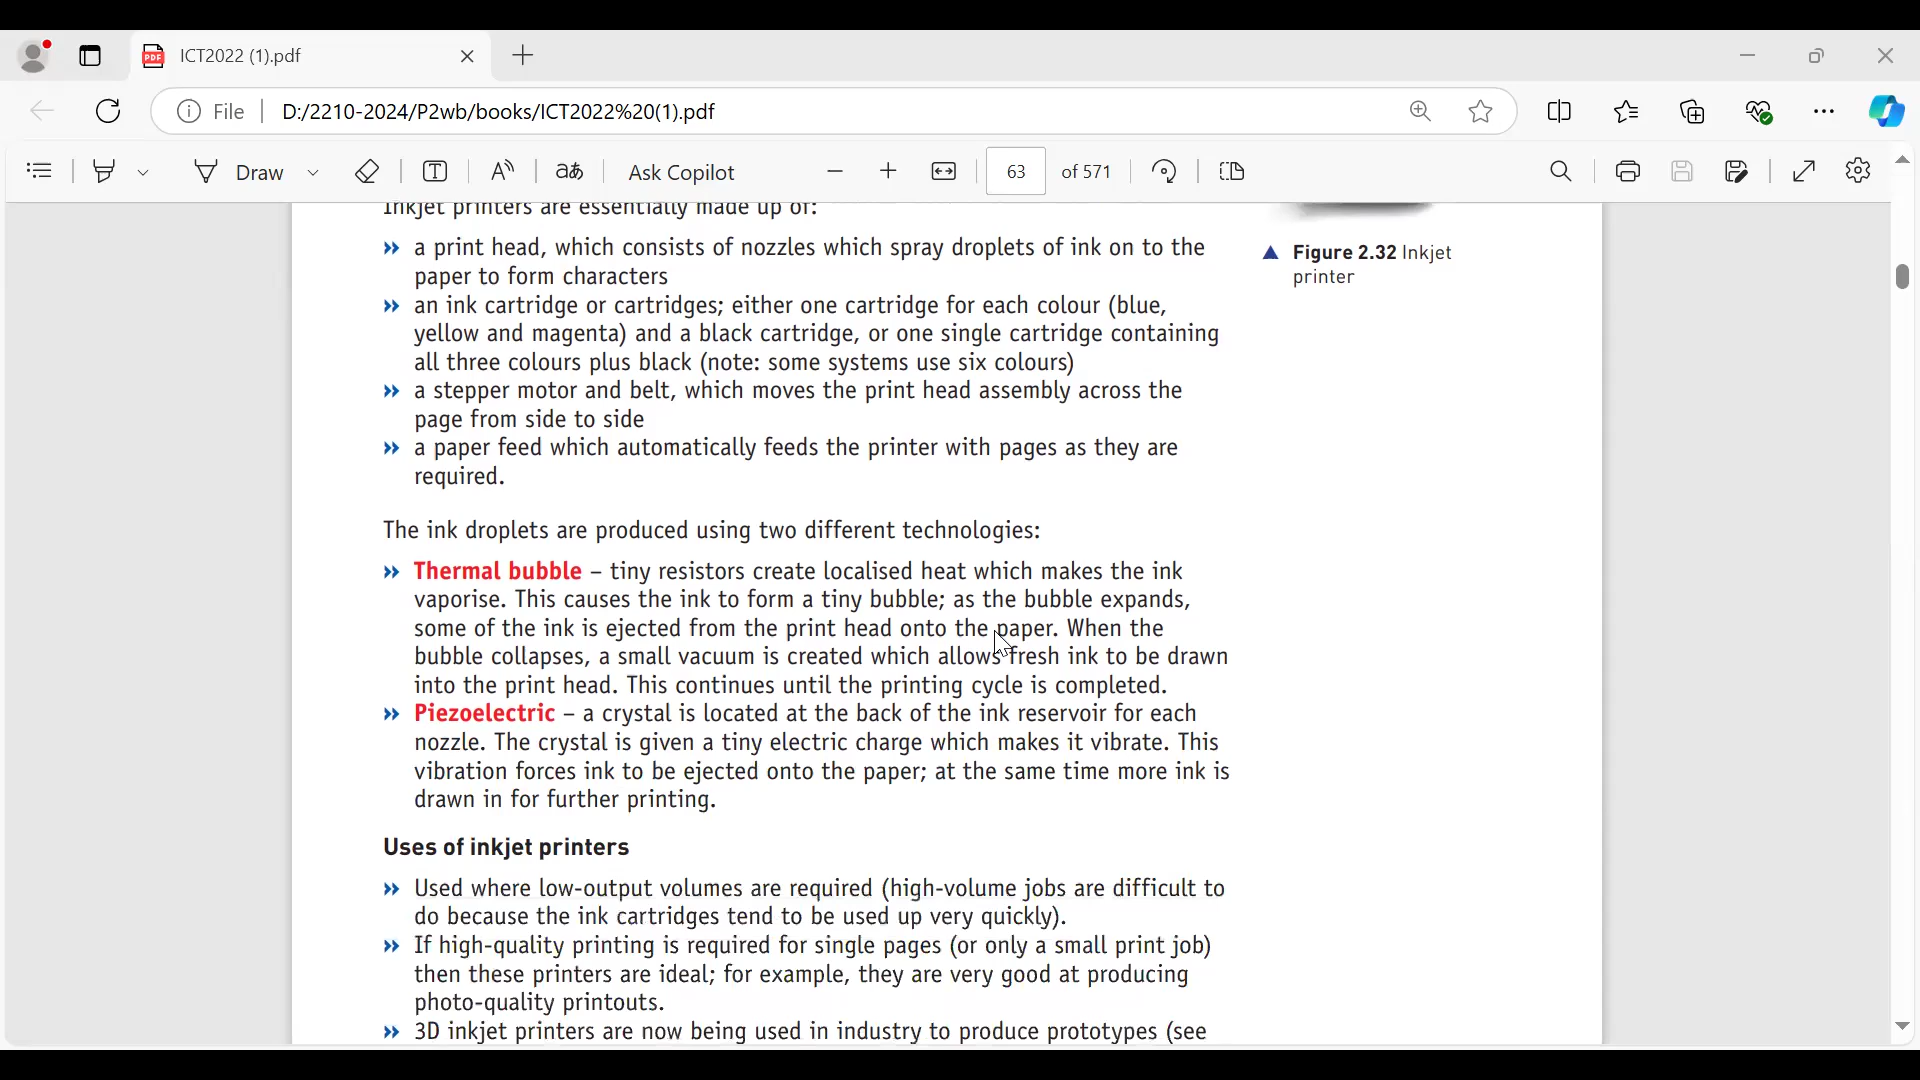 ICT2022 (1).pdf
File D:/2210-2024/P2wb/books/ICT2022%20(1).pdf
Draw Ask Copilot 63 of 571
Inkjet printers are essentially made up of:
» a print head, which consists of nozzles which spray droplets of ink on to the
paper to form characters
» an ink cartridge or cartridges; either one cartridge for each colour (blue,
yellow and magenta) and a black cartridge, or one single cartridge containing
all three colours plus black (note: some systems use six colours)
» a stepper motor and belt, which moves the print head assembly across the
page from side to side
» a paper feed which automatically feeds the printer with pages as they are
required.
▲ Figure 2.32 Inkjet
printer
The ink droplets are produced using two different technologies:
» Thermal bubble – tiny resistors create localised heat which makes the ink
vaporise. This causes the ink to form a tiny bubble; as the bubble expands,
some of the ink is ejected from the print head onto the paper. When the
bubble collapses, a small vacuum is created which allows fresh ink to be drawn
into the print head. This continues until the printing cycle is completed.
» Piezoelectric – a crystal is located at the back of the ink reservoir for each
nozzle. The crystal is given a tiny electric charge which makes it vibrate. This
vibration forces ink to be ejected onto the paper; at the same time more ink is
drawn in for further printing.
Uses of inkjet printers
» Used where low-output volumes are required (high-volume jobs are difficult to
do because the ink cartridges tend to be used up very quickly).
» If high-quality printing is required for single pages (or only a small print job)
then these printers are ideal; for example, they are very good at producing
photo-quality printouts.
» 3D inkjet printers are now being used in industry to produce prototypes (see